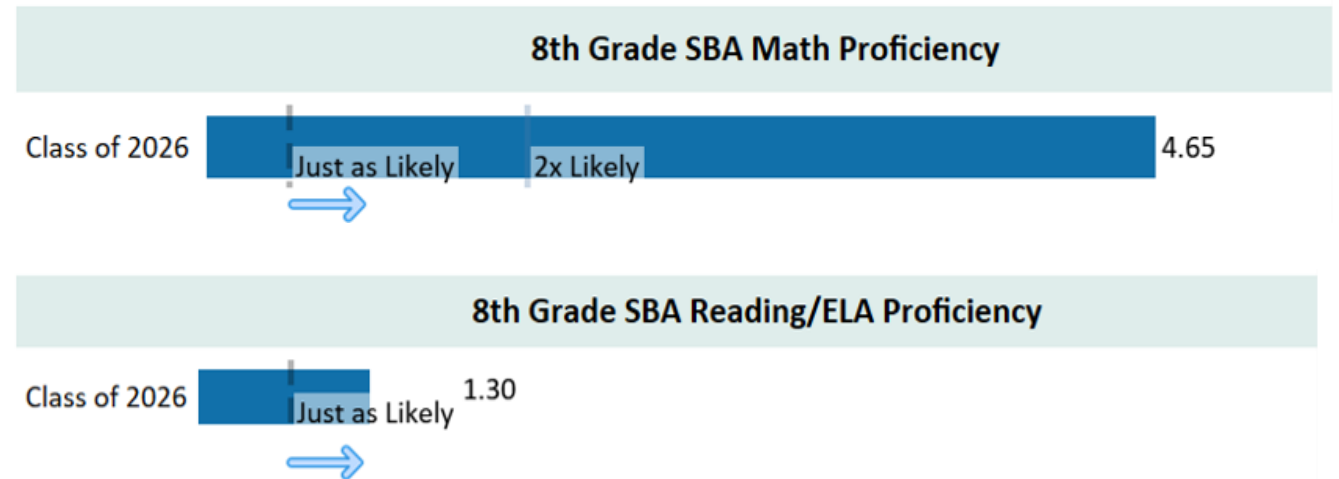 8th Grade SBA Math Proficiency
Class of 2026
Just as Likely
2x Likely
4.65
8th Grade SBA Reading/ELA Proficiency
Class of 2026
Just as Likely
1.30